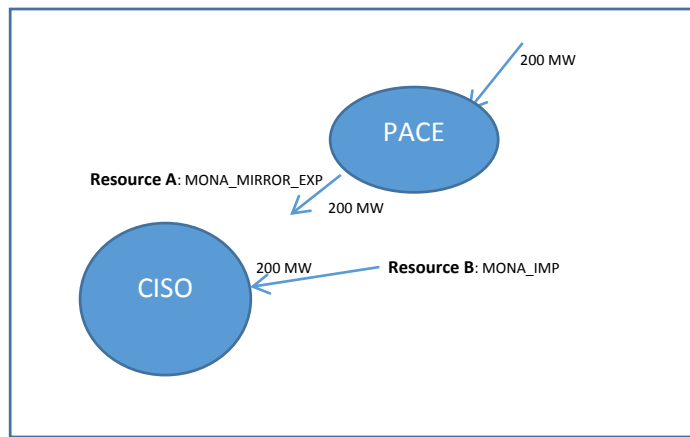 200 MW
PACE
Resource A: MONA_MIRROR_EXP
200 MW
200 MW
Resource B: MONA_IMP
CISO